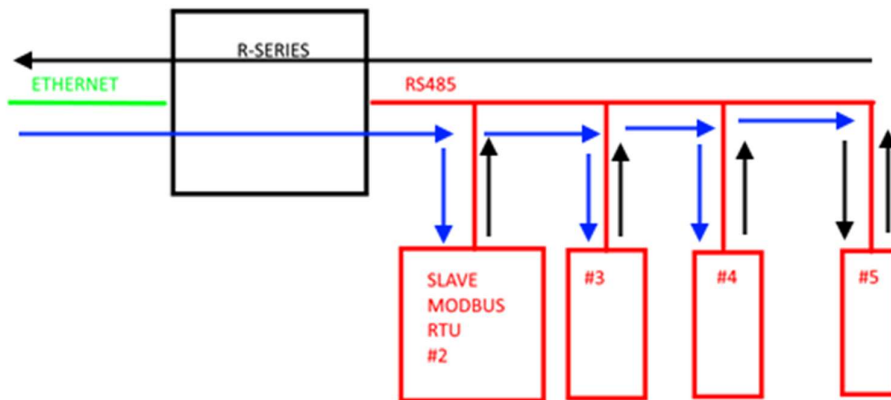 R-SERIES
ETHERNET
RS485
SLAVE
MODBUS
RTU
#2
#3
#4
#5